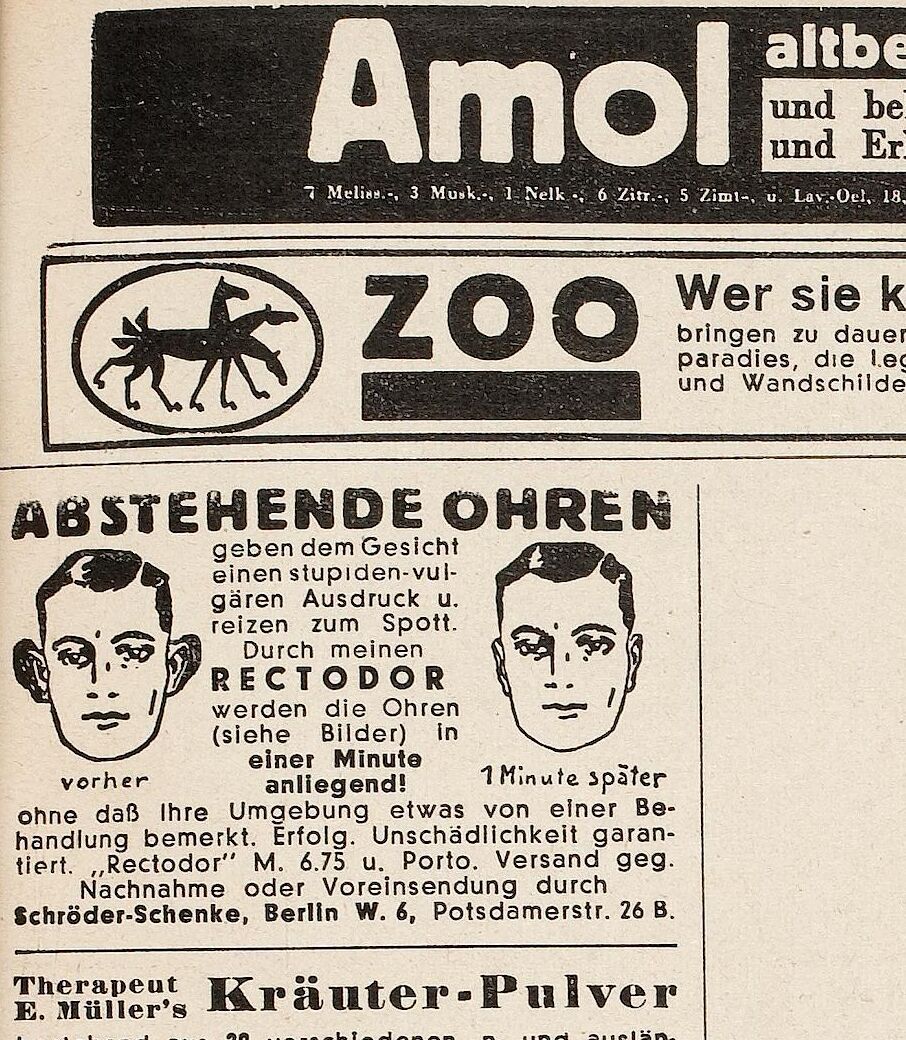 Amol
altbe
und bel
und Erl
7 Meliss.-, 3 Musk.-, 1 Nelk-, 6 Zitr.-, 5 Zimt-, u. Lav.-Oel, 18,
ZOO
Wer sie k
bringen zu dauer
paradies, die Leg
und Wandschilde
ABSTEHENDE OHREN
geben dem Gesicht
einen stupiden-vul-
gären Ausdruck u.
reizen zum Spott.
Durch meinen
RECTODOR
werden die Ohren
(siehe Bilder) in
einer Minute
anliegend!
vorher
1 Minute später
ohne daß Ihre Umgebung etwas von einer Be-
handlung bemerkt. Erfolg. Unschädlichkeit garan-
tiert. „Rectodor“ M. 6.75 u. Porto. Versand geg.
Nachnahme oder Voreinsendung durch
Schröder-Schenke, Berlin W. 6, Potsdamerstr. 26 B.
Therapeut
E. Müller's
Kräuter-Pulver